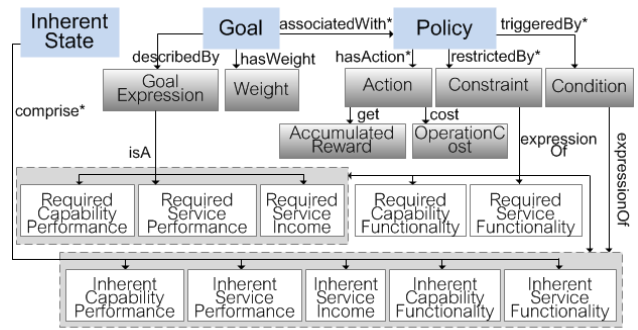 Inherent
State
Goal
associatedWith*
Policy
triggeredBy*
describedBy
hasWeight
hasAction*
restrictedBy*
Goal
Expression
Weight
Action
Constraint
Condition
comprise*
get
cost
Accumulated
Reward
OperationC
ost
expression
Of
expressionOf
isA
Required
Capability
Performance
Required
Service
Performance
Required
Service
Income
Required
Capability
Functionality
Required
Service
Functionality
Inherent
Capability
Performance
Inherent
Service
Performance
Inherent
Service
Income
Inherent
Capability
Functionality
Inherent
Service
Functionality